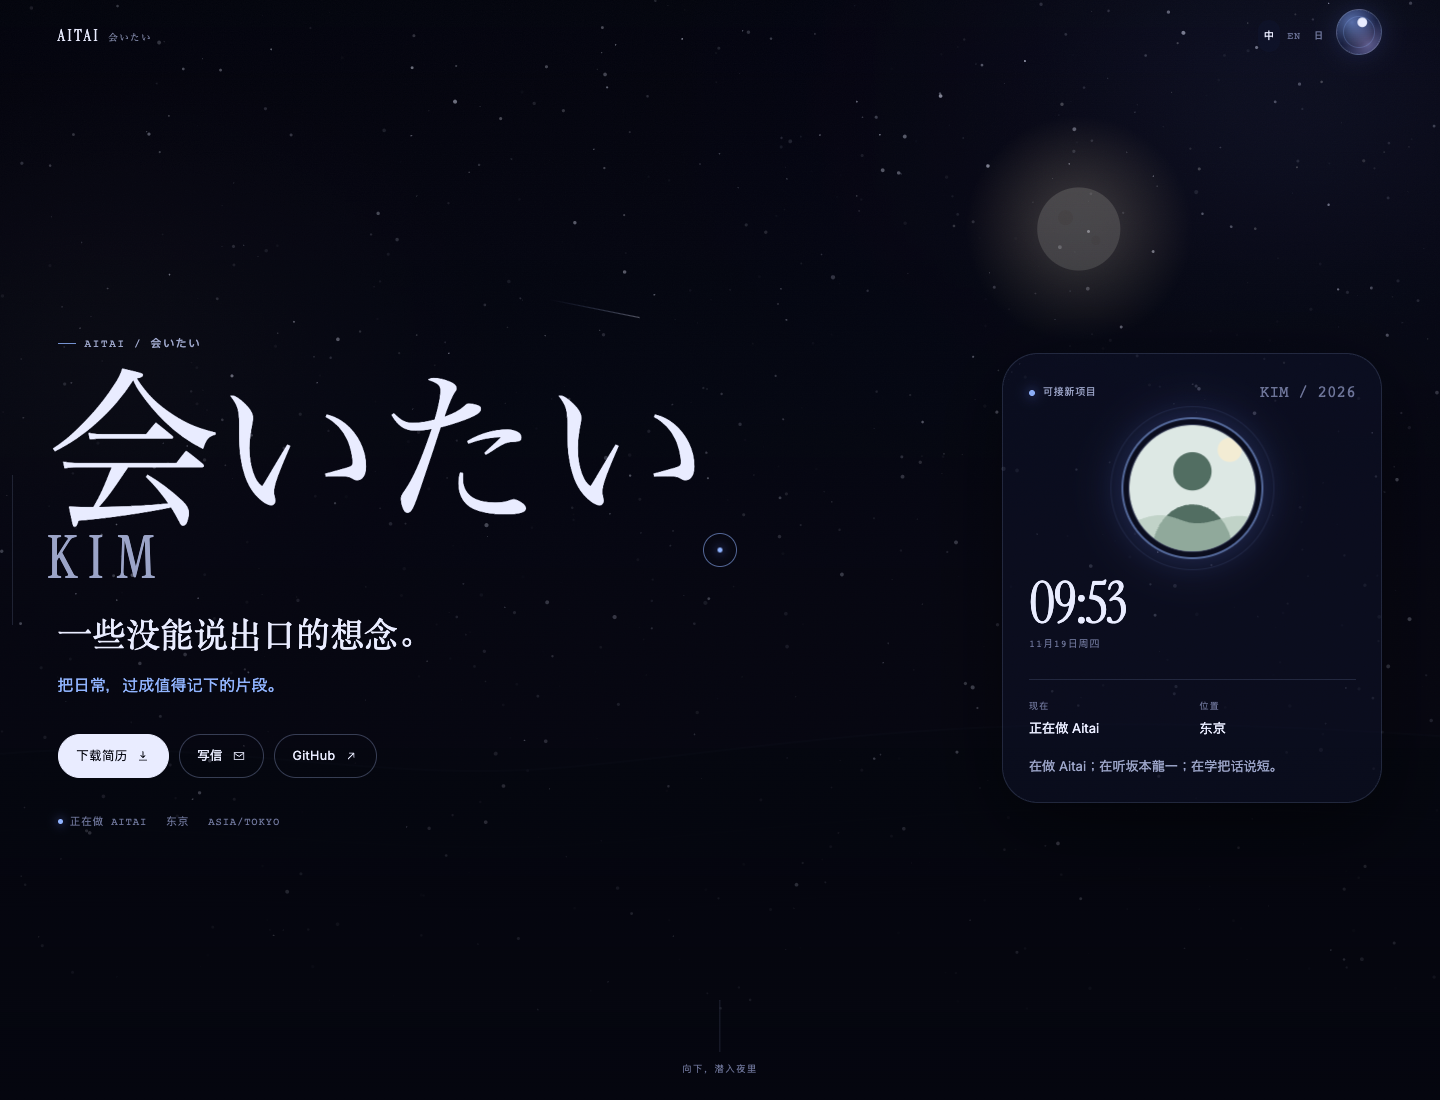 AITAI 会いたい
中 EN 日
AITAI / 会いたい
会いたい
KIM
一些没能说出口的想念。
把日常，过成值得记下的片段。
下载简历 写信 GitHub
正在做 AITAI 东京 ASIA/TOKYO
可接新项目 KIM / 2026
09:53
11月19日周四
现在 位置
正在做 Aitai 东京
在做 Aitai；在听坂本龍一；在学把话说短。
向下，潜入夜里